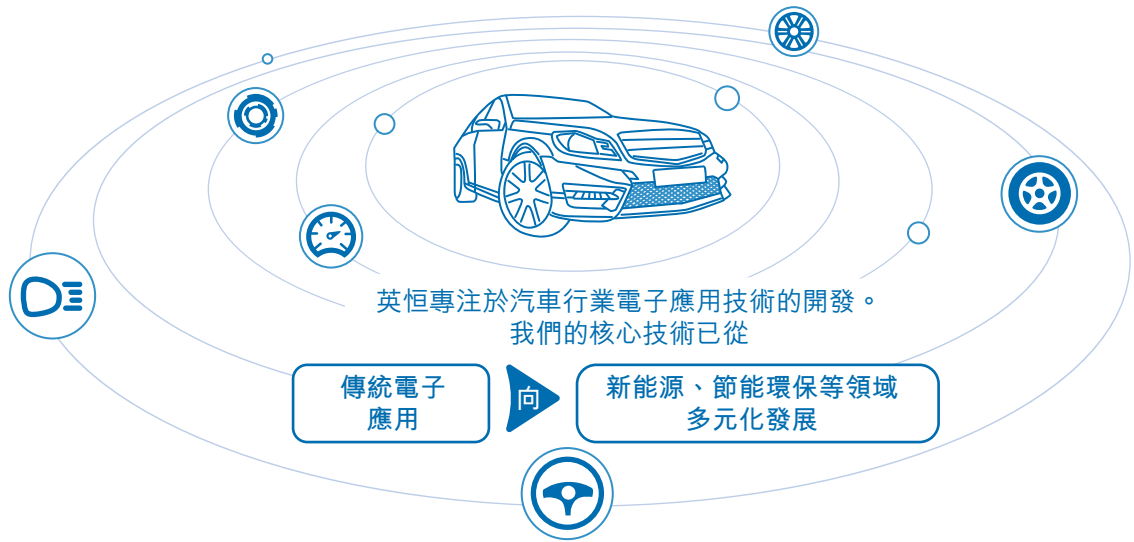 英恒專注於汽車行業電子應用技術的開發。
我們的核心技術已從
傳統電子
應用
向
新能源、節能環保等領域
多元化發展